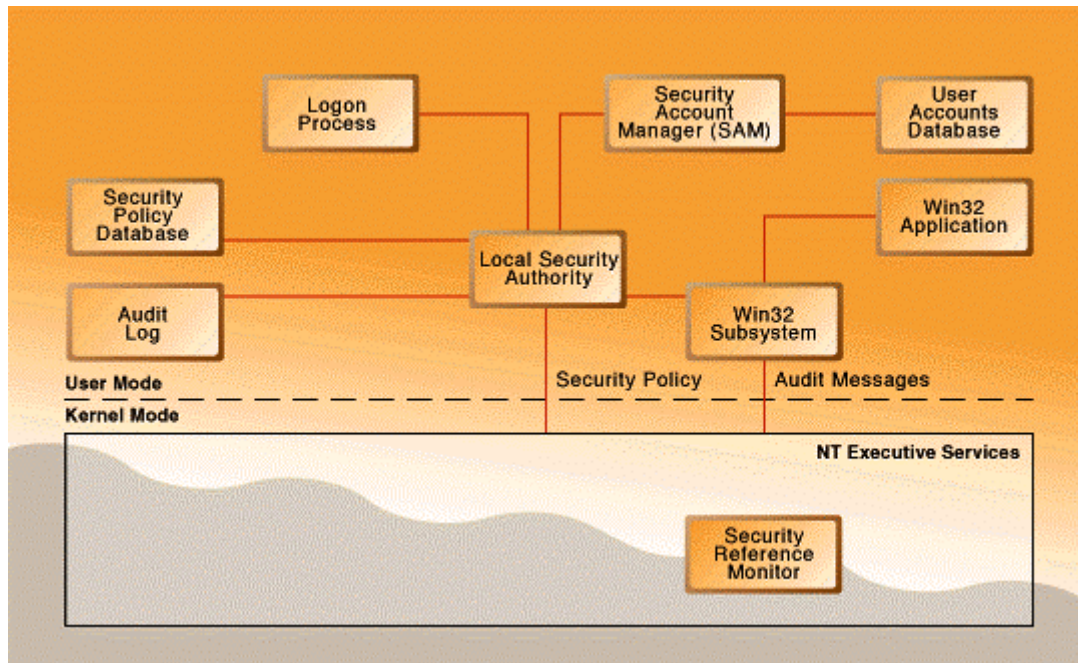 Logon
Process
Security
Account
Manager (SAM)
User
Accounts
Database
Security
Policy
Database
Win32
Application
Local Security
Authority
Audit
Log
Win32
Subsystem
User Mode
Security Policy
Audit Messages
Kernel Mode
NT Executive Services
Security
Reference
Monitor